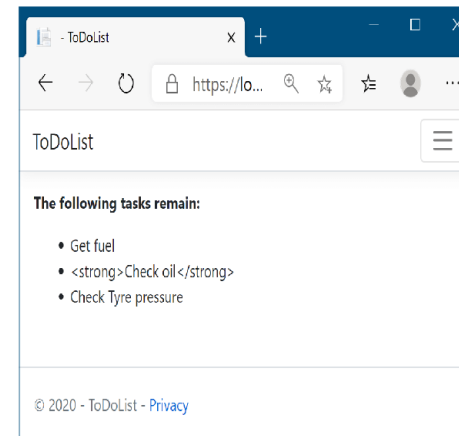 - ToDoList
https://lo...
ToDoList
The following tasks remain:
• Get fuel
• <strong>Check oil</strong>
• Check Tyre pressure
© 2020 - ToDoList - Privacy